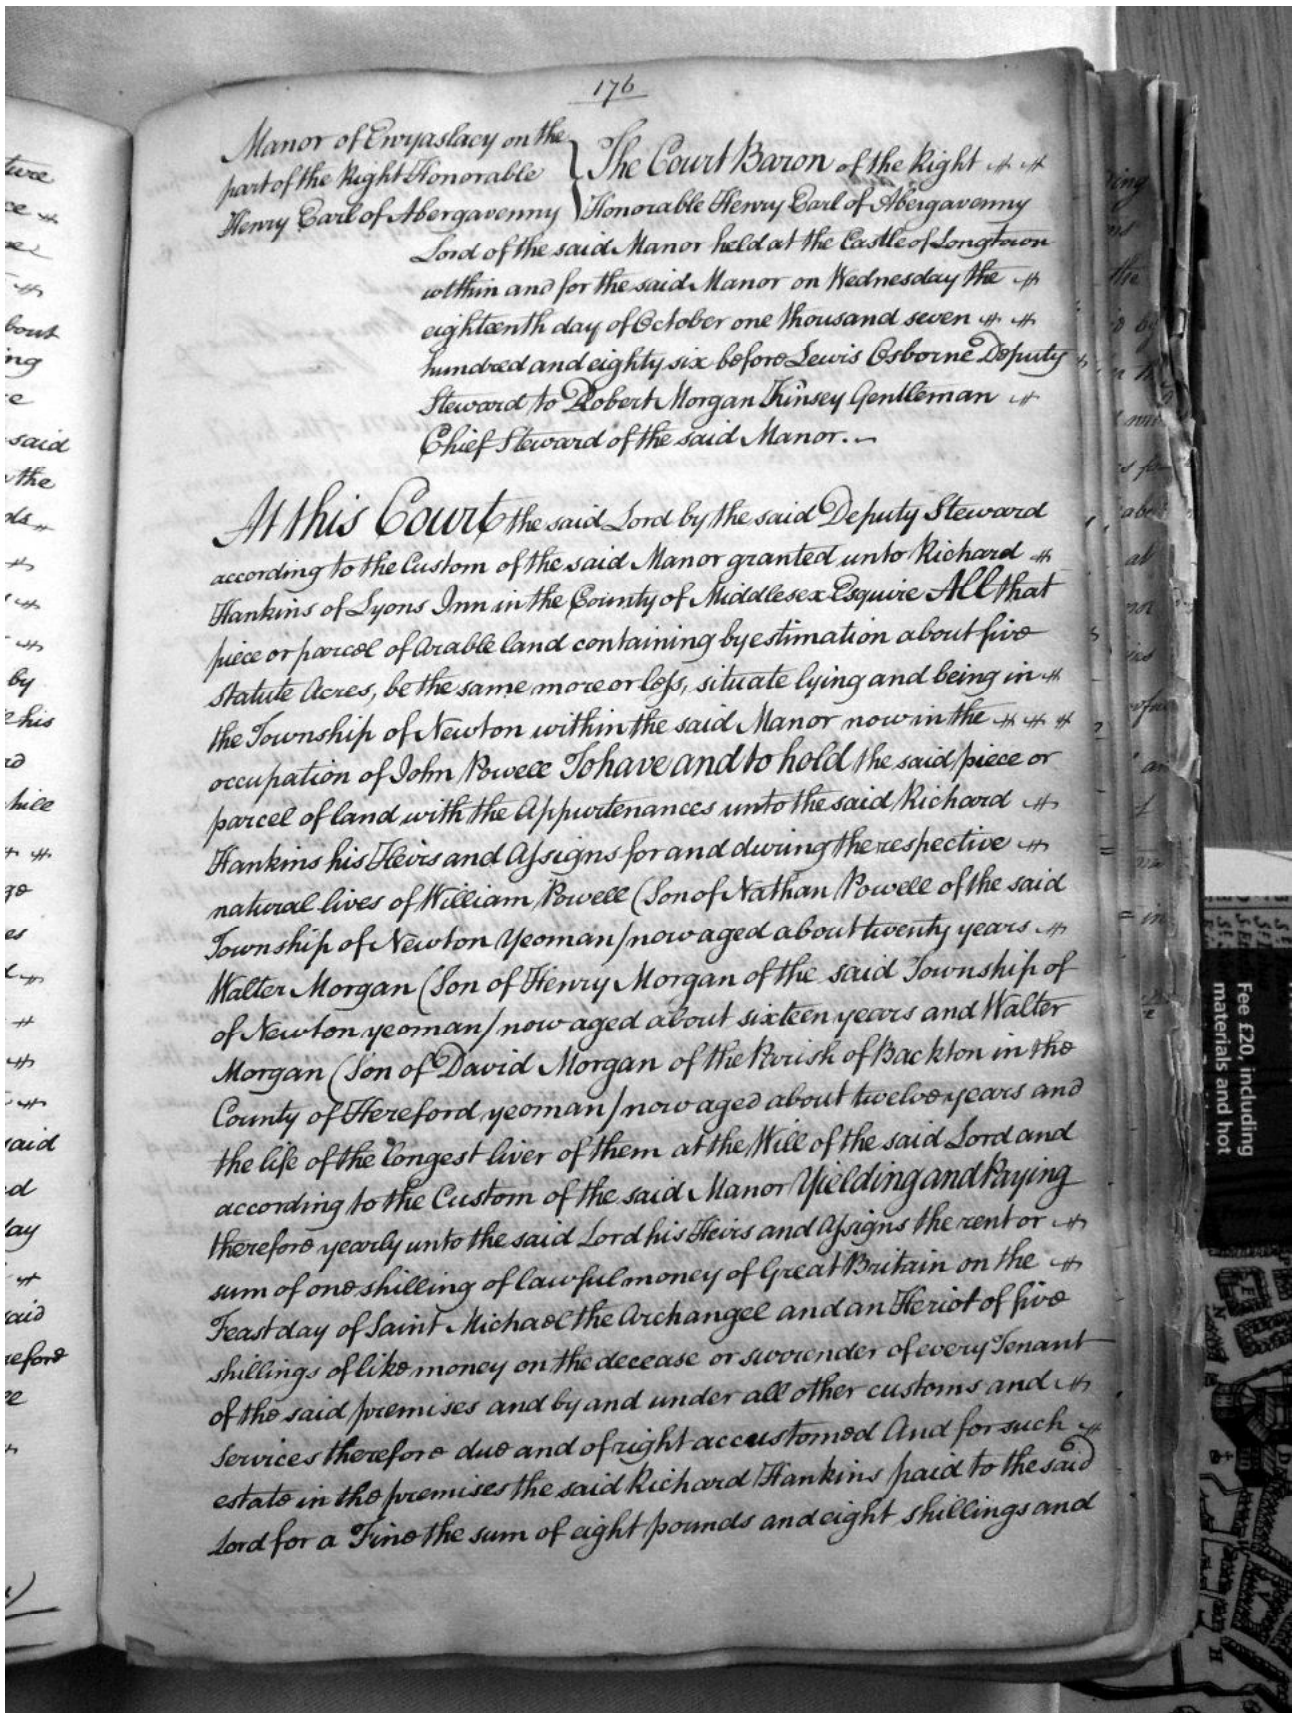 176
Manor of Ewyaslacy on the
part of the Right Honorable
Henry Earl of Abergavenny
The Court Baron of the Right
Honorable Henry Earl of Abergavenny
Lord of the said Manor held at the Castle of Longtown
within and for the said Manor on Wednesday the
eighteenth day of October one thousand seven
hundred and eighty six before Lewis Osborne Deputy
Steward to Robert Morgan Kinsey Gentleman
Chief Steward of the said Manor.
At this Court the said Lord by the said Deputy Steward
according to the Custom of the said Manor granted unto Richard
Hankins of Lyons Inn in the County of Middlesex Esquire All that
piece or parcel of Arable land containing by estimation about five
statute Acres, be the same more or less, situate lying and being in
the Township of Newton within the said Manor now in the
occupation of John Powell To have and to hold the said piece or
parcel of land with the Appurtenances unto the said Richard
Hankins his Heirs and Assigns for and during the respective
natural lives of William Powell (Son of Nathan Powell of the said
Township of Newton Yeoman/ now aged about twenty years
Walter Morgan (Son of Henry Morgan of the said Township of
of Newton yeoman/ now aged about sixteen years and Walter
Morgan (Son of David Morgan of the Parish of Backton in the
County of Hereford yeoman/ now aged about twelve years and
the life of the longest liver of them at the Will of the said Lord and
according to the Custom of the said Manor Yielding and Paying
therefore yearly unto the said Lord his Heirs and Assigns the rent or
sum of one shilling of lawful money of Great Britain on the
Feast day of Saint Michael the Archangel and an Heriot of five
shillings of like money on the decease or surrender of every Tenant
of the said premises and by and under all other customs and
services therefore due and of right accustomed And for such
estate in the premises the said Richard Hankins paid to the said
Lord for a Fine the sum of eight pounds and eight shillings and
about
said
the
by
his
said
said
Fee £20, including
materials and hot